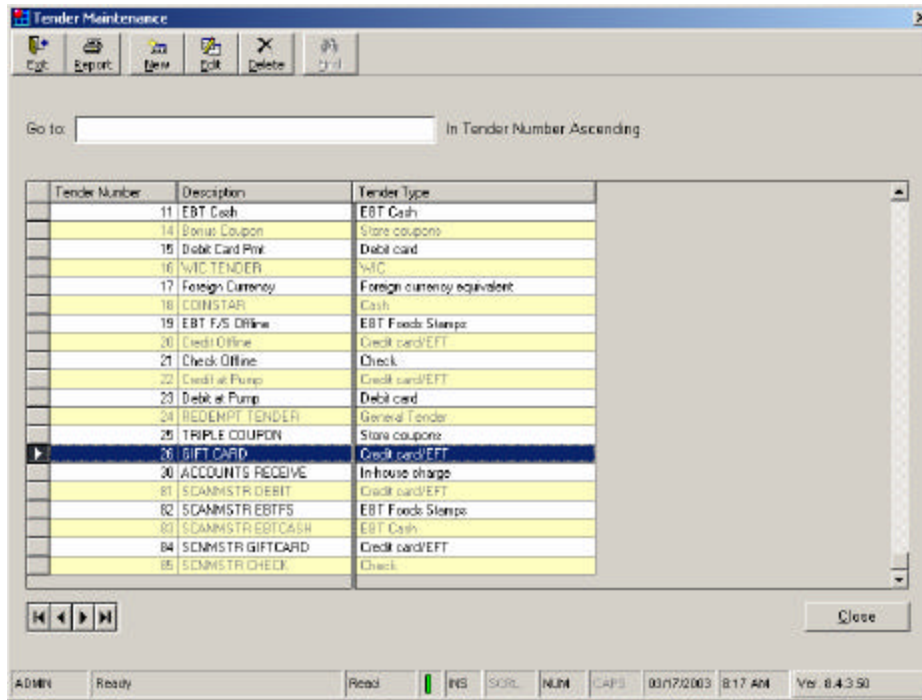 Tender Maintenance
Exit Report New Edit Delete Find
Go to: In Tender Number Ascending
Tender Number Description Tender Type
11 EBT Cash EBT Cash
14 Bonus Coupon Store coupons
15 Debit Card Pmt Debit card
16 WIC TENDER WIC
17 Foreign Currency Foreign currency equivalent
18 COINSTAR Cash
19 EBT F/S Offline EBT Foods Stamps
20 Credit Offline Credit card/EFT
21 Check Offline Check
22 Credit at Pump Credit card/EFT
23 Debit at Pump Debit card
24 REDEMPT TENDER General Tender
25 TRIPLE COUPON Store coupons
26 GIFT CARD Credit card/EFT
30 ACCOUNTS RECEIVE In-house charge
81 SCANMSTR DEBIT Credit card/EFT
82 SCANMSTR EBTFS EBT Foods Stamps
83 SCANMSTR EBTCASH EBT Cash
84 SCNMSTR GIFTCARD Credit card/EFT
85 SCNMSTR CHECK Check
Close
ADMIN Ready Read INS SCRL NUM CAPS 03/17/2003 8:17 AM Ver. 8.4.3.50